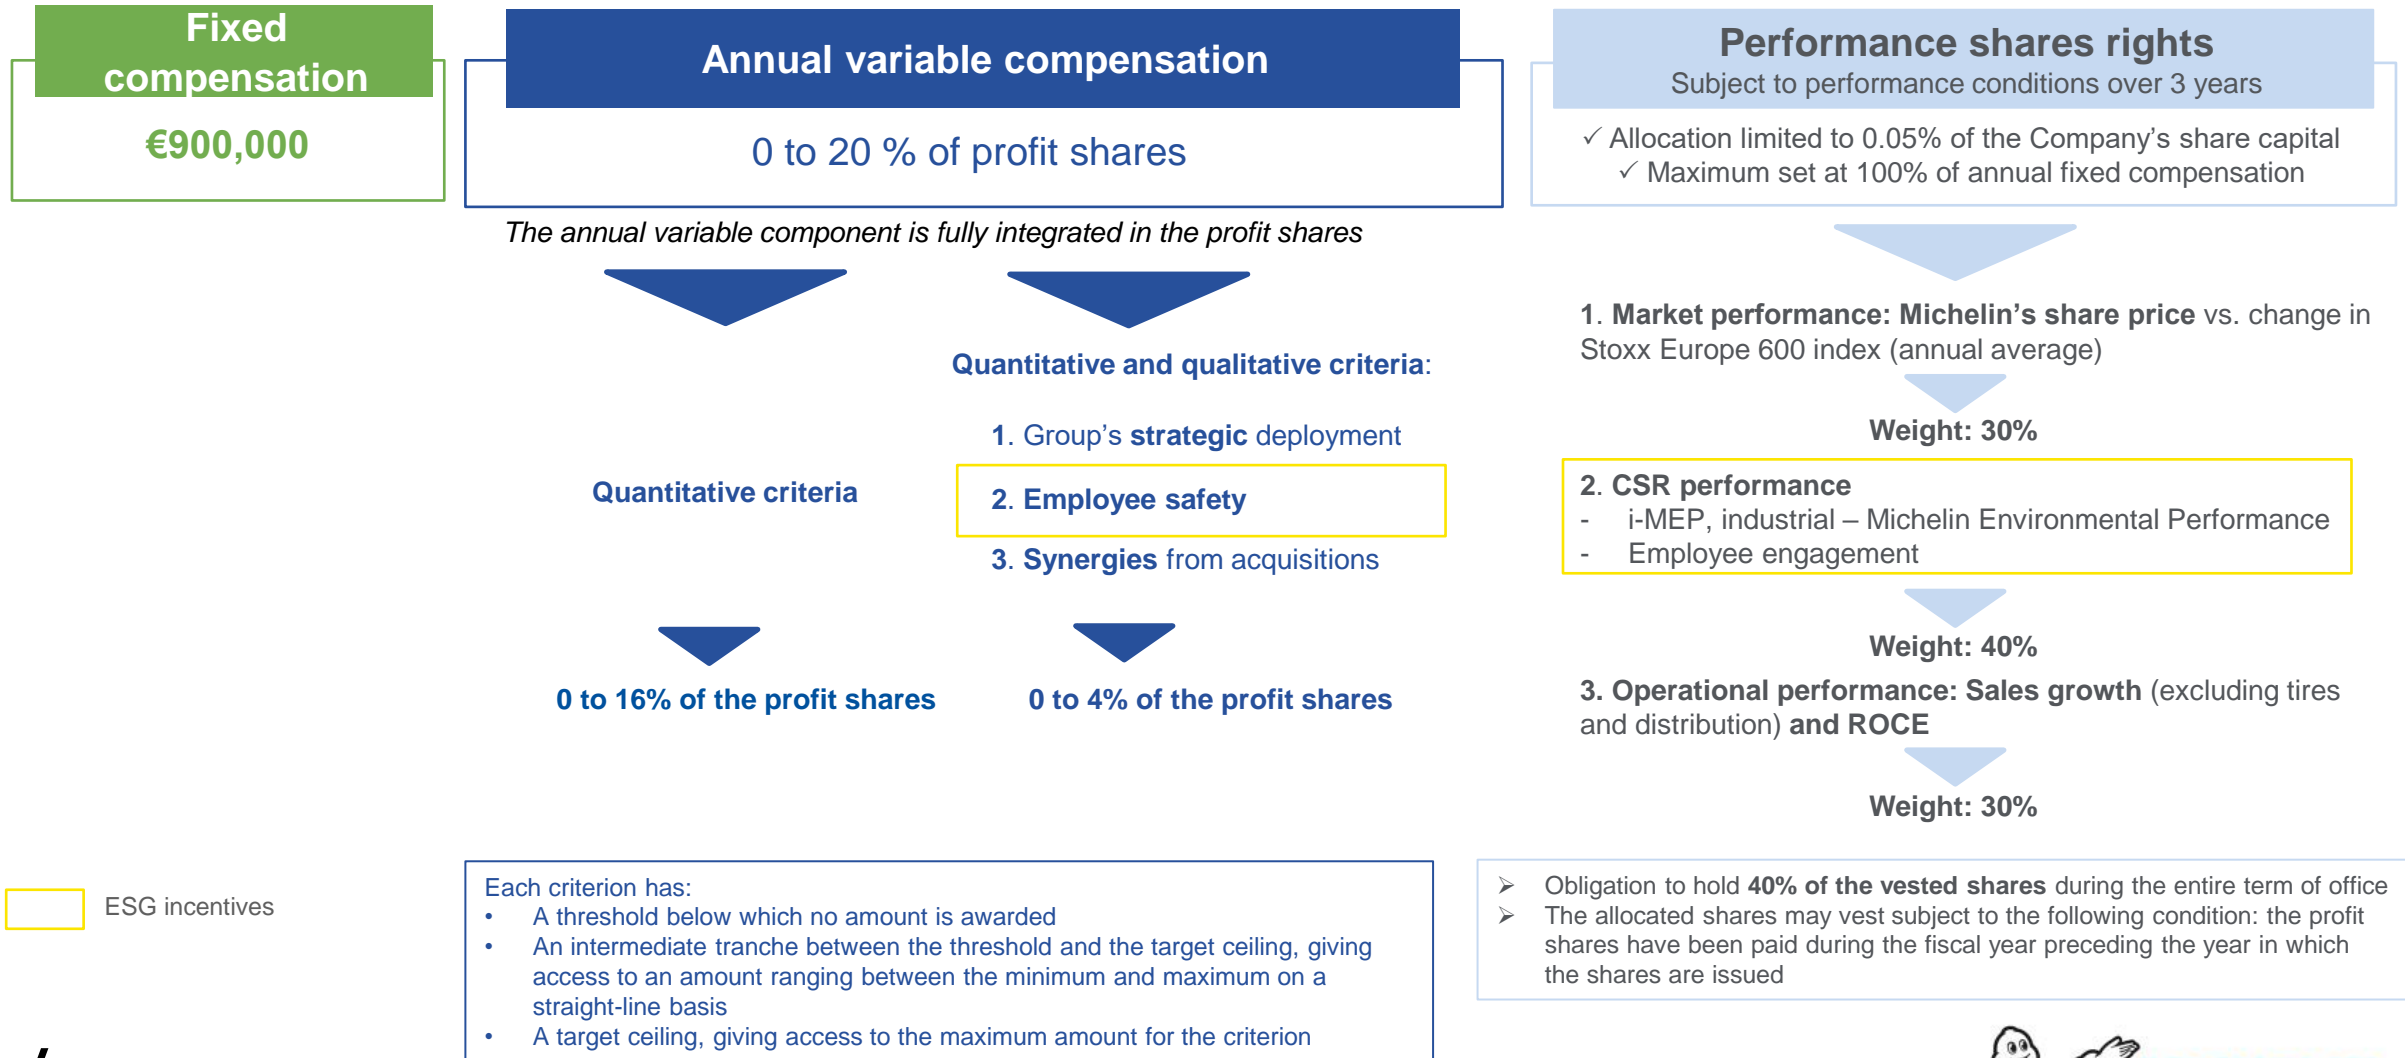 Fixed
compensation
€900,000
Annual variable compensation
0 to 20 % of profit shares
The annual variable component is fully integrated in the profit shares
Quantitative criteria
0 to 16% of the profit shares
Quantitative and qualitative criteria:
1. Group's strategic deployment
2. Employee safety
3. Synergies from acquisitions
0 to 4% of the profit shares
Performance shares rights
Subject to performance conditions over 3 years
✓ Allocation limited to 0.05% of the Company's share capital
✓ Maximum set at 100% of annual fixed compensation
1. Market performance: Michelin's share price vs. change in
Stoxx Europe 600 index (annual average)
Weight: 30%
2. CSR performance
- i-MEP, industrial – Michelin Environmental Performance
- Employee engagement
Weight: 40%
3. Operational performance: Sales growth (excluding tires
and distribution) and ROCE
Weight: 30%
ESG incentives
Each criterion has:
• A threshold below which no amount is awarded
• An intermediate tranche between the threshold and the target ceiling, giving
access to an amount ranging between the minimum and maximum on a
straight-line basis
• A target ceiling, giving access to the maximum amount for the criterion
➢ Obligation to hold 40% of the vested shares during the entire term of office
➢ The allocated shares may vest subject to the following condition: the profit
shares have been paid during the fiscal year preceding the year in which
the shares are issued